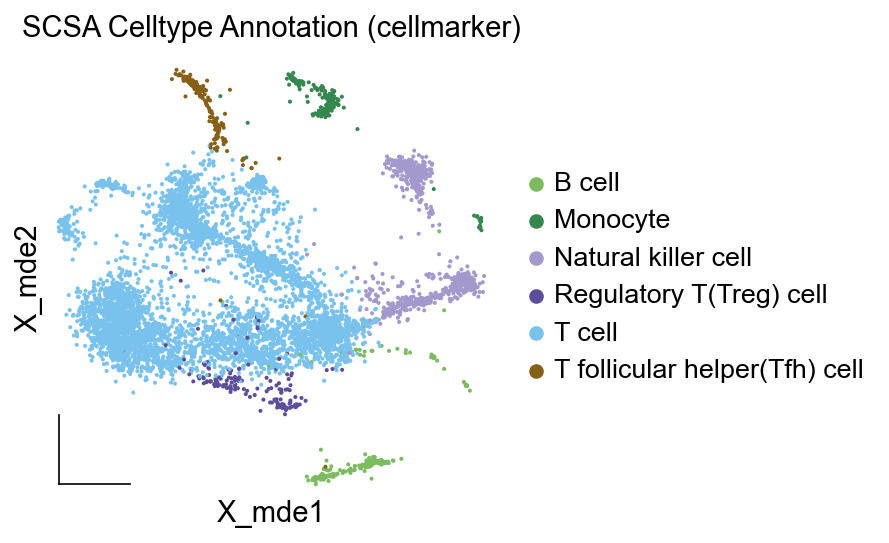 SCSA Celltype Annotation (cellmarker)
B cell
Monocyte
Natural killer cell
Regulatory T(Treg) cell
T cell
T follicular helper(Tfh) cell
X_mde2
X_mde1